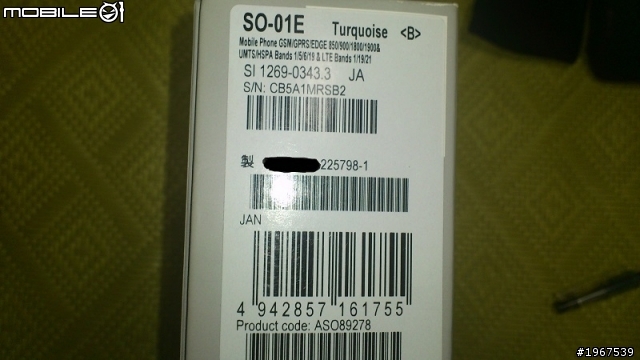 MOBILE01
SO-01E Turquoise <B>
Mobile Phone GSM/GPRS/EDGE 850/900/1800/1900&
UMTS/HSPA Bands 1/5/6/19 & LTE Bands 1/19/21
SI 1269-0343.3 JA
S/N: CB5A1MRSB2
製 225798-1
JAN
4 942857 161755
Product code: ASO89278
#1967539